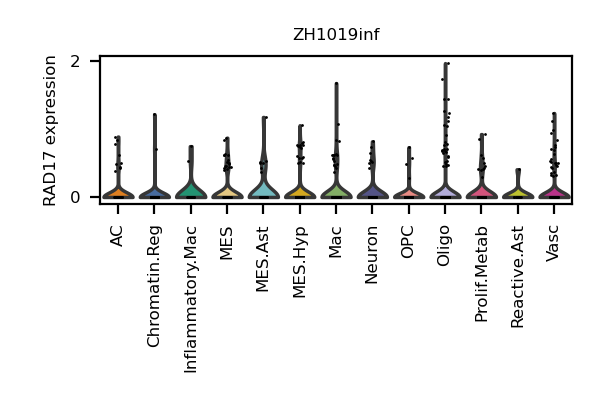 ZH1019inf
RAD17 expression
2
0
AC
Chromatin.Reg
Inflammatory.Mac
MES
MES.Ast
MES.Hyp
Mac
Neuron
OPC
Oligo
Prolif.Metab
Reactive.Ast
Vasc